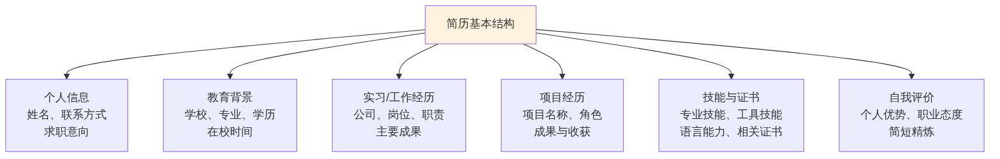 简历基本结构
个人信息
姓名、联系方式
求职意向
教育背景
学校、专业、学历
在校时间
实习/工作经历
公司、岗位、职责
主要成果
项目经历
项目名称、角色
成果与收获
技能与证书
专业技能、工具技能
语言能力、相关证书
自我评价
个人优势、职业态度
简短精炼